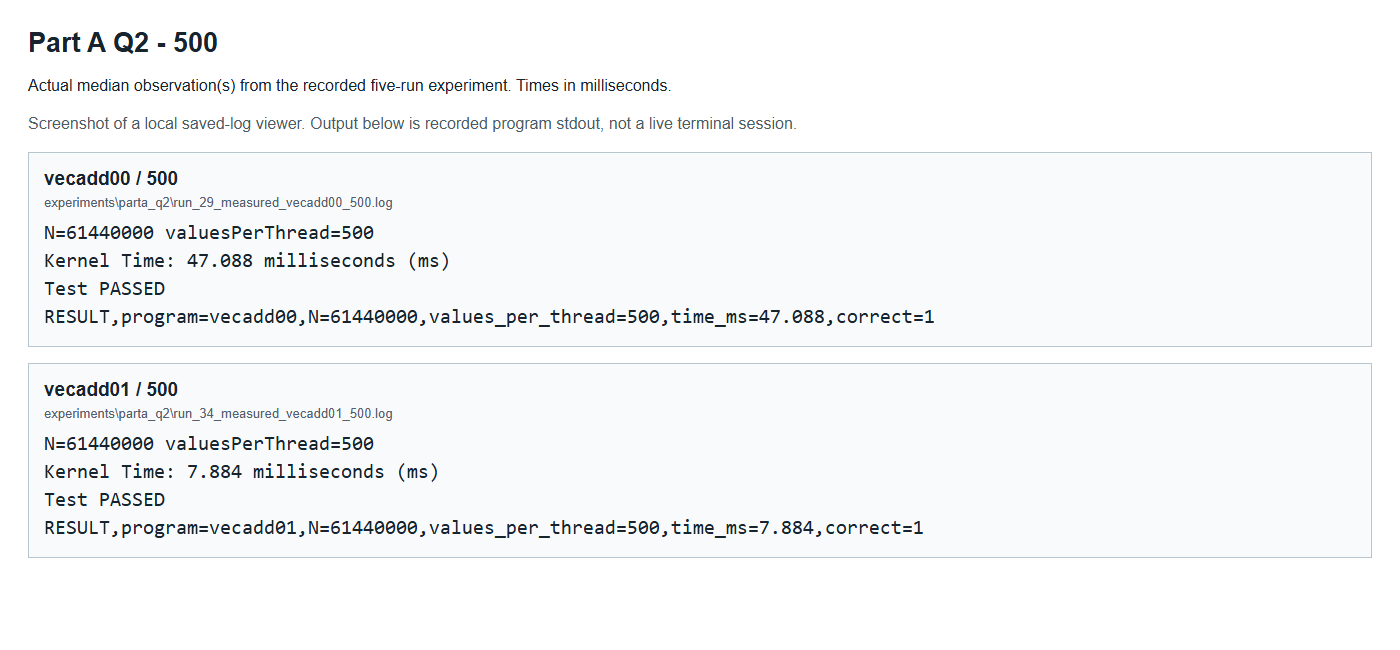 Part A Q2 - 500
Actual median observation(s) from the recorded five-run experiment. Times in milliseconds.
Screenshot of a local saved-log viewer. Output below is recorded program stdout, not a live terminal session.
vecadd00 / 500
experiments\parta_q2\run_29_measured_vecadd00_500.log
N=61440000 valuesPerThread=500
Kernel Time: 47.088 milliseconds (ms)
Test PASSED
RESULT,program=vecadd00,N=61440000,values_per_thread=500,time_ms=47.088,correct=1
vecadd01 / 500
experiments\parta_q2\run_34_measured_vecadd01_500.log
N=61440000 valuesPerThread=500
Kernel Time: 7.884 milliseconds (ms)
Test PASSED
RESULT,program=vecadd01,N=61440000,values_per_thread=500,time_ms=7.884,correct=1